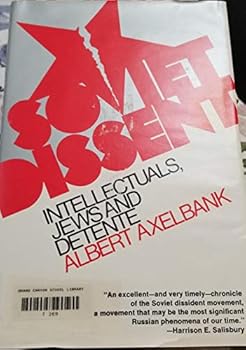 SOVIET
DISSENT
INTELLECTUALS,
JEWS AND
DETENTE
ALBERT AXELBANK
GRAND CANYON SCHOOL LIBRARY
"An excellent—and very timely—chronicle
of the Soviet dissident movement,
a movement that may be the most significant
Russian phenomena of our time."
—Harrison E. Salisbury